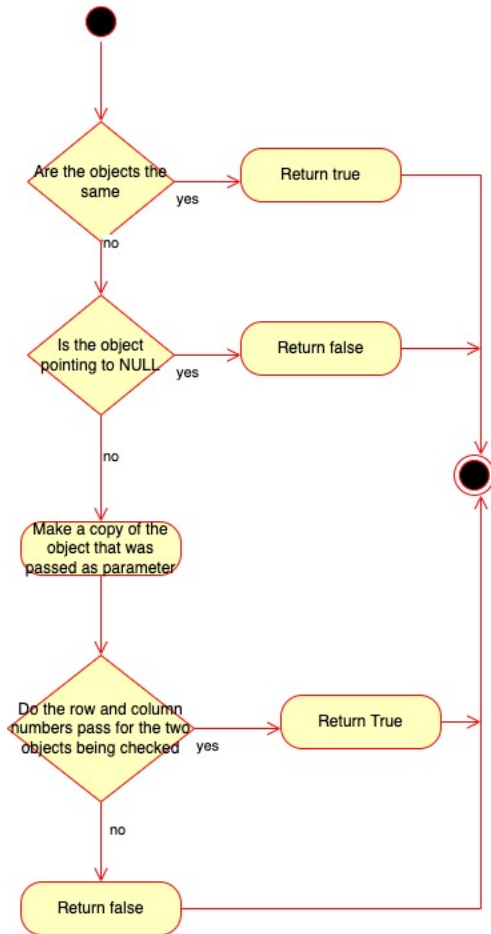 Are the objects the
same
Return true
yes
no
Is the object
pointing to NULL
Return false
yes
no
Make a copy of the
object that was
passed as parameter
Do the row and column
numbers pass for the two
objects being checked
Return True
yes
no
Return false